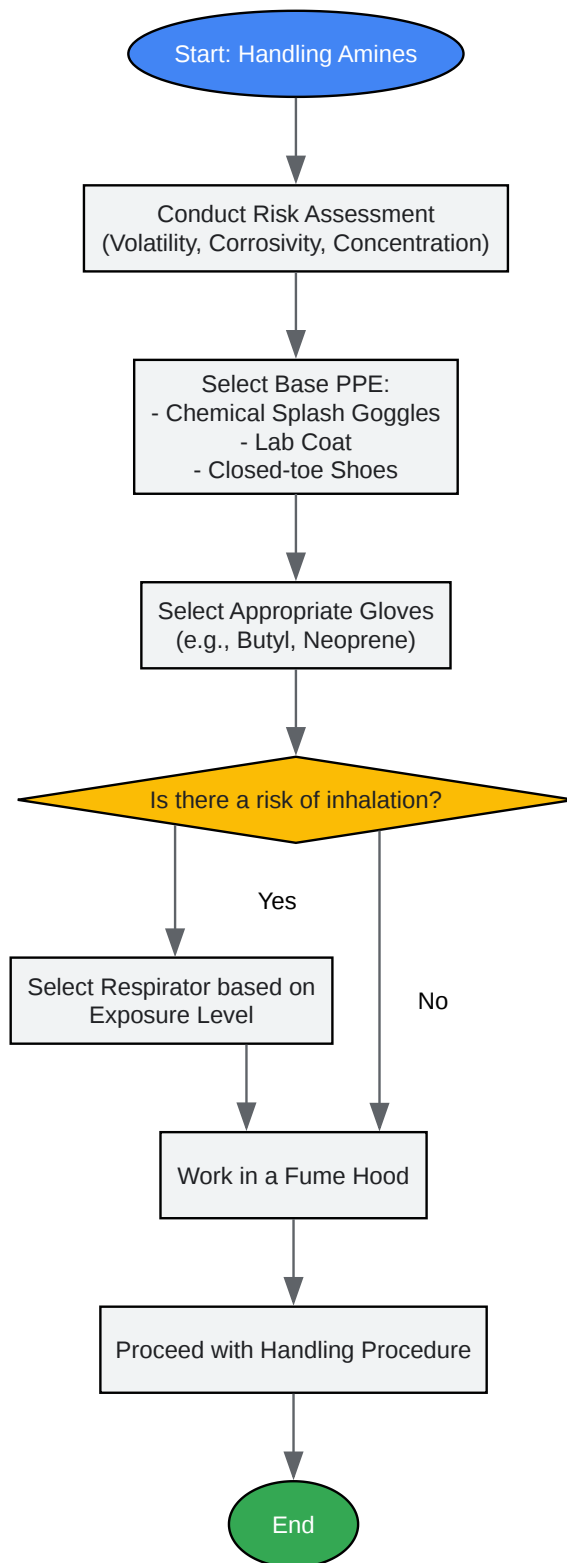 Start: Handling Amines
Conduct Risk Assessment
(Volatility, Corrosivity, Concentration)
Select Base PPE:
- Chemical Splash Goggles
- Lab Coat
- Closed-toe Shoes
Select Appropriate Gloves
(e.g., Butyl, Neoprene)
Is there a risk of inhalation?
Yes
Select Respirator based on
Exposure Level
No
Work in a Fume Hood
Proceed with Handling Procedure
End